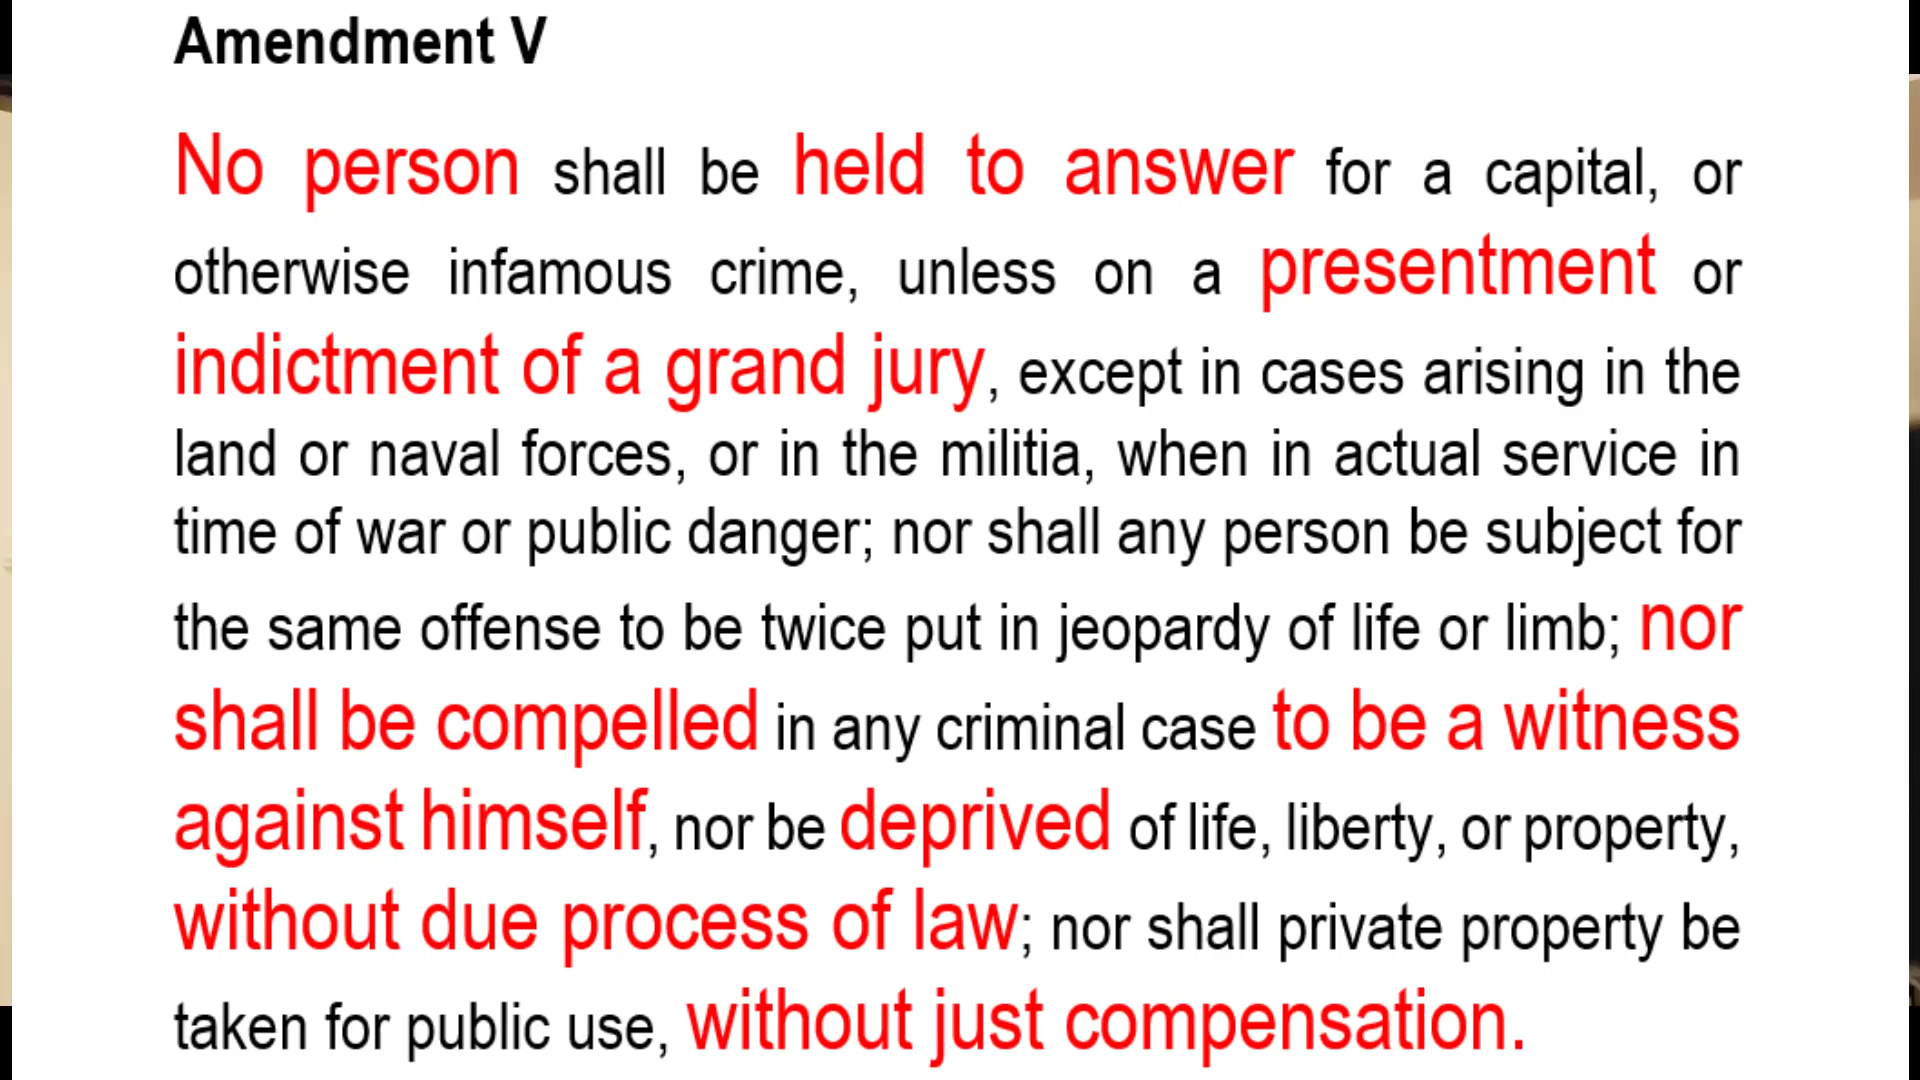 Amendment V
No person shall be held to answer for a capital, or
otherwise infamous crime, unless on a presentment or
indictment of a grand jury, except in cases arising in the
land or naval forces, or in the militia, when in actual service in
time of war or public danger; nor shall any person be subject for
the same offense to be twice put in jeopardy of life or limb; nor
shall be compelled in any criminal case to be a witness
against himself, nor be deprived of life, liberty, or property,
without due process of law; nor shall private property be
taken for public use, without just compensation.